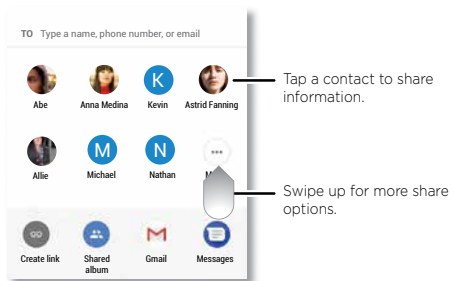 TO Type a name, phone number, or email
Abe Anna Medina Kevin Astrid Fanning
Tap a contact to share
information.
K
M N
Allie Michael Nathan
Swipe up for more share
options.
Create link Shared
album Gmail Messages